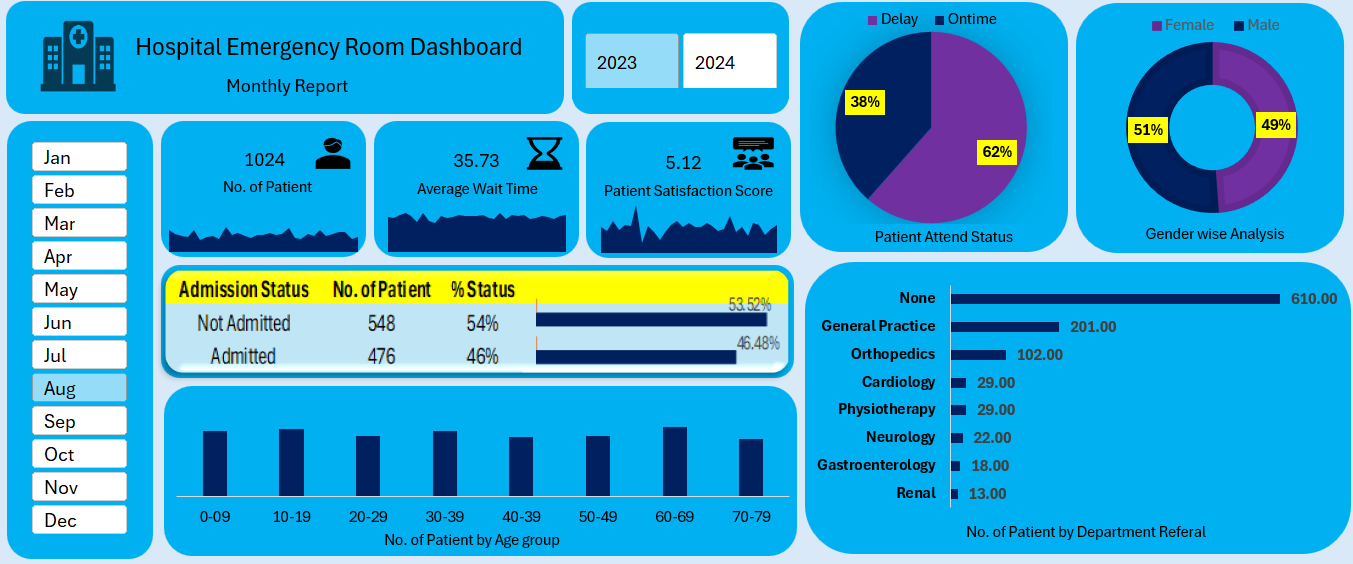 Hospital Emergency Room Dashboard
Monthly Report
2023
2024
Jan
Feb
Mar
Apr
May
Jun
Jul
Aug
Sep
Oct
Nov
Dec
1024
No. of Patient
35.73
Average Wait Time
5.12
Patient Satisfaction Score
Delay Ontime
38%
62%
Patient Attend Status
Female Male
51%
49%
Gender wise Analysis
Admission Status No. of Patient % Status
Not Admitted 548 54% 53.52%
Admitted 476 46% 46.48%
0-09 10-19 20-29 30-39 40-39 50-49 60-69 70-79
No. of Patient by Age group
None 610.00
General Practice 201.00
Orthopedics 102.00
Cardiology 29.00
Physiotherapy 29.00
Neurology 22.00
Gastroenterology 18.00
Renal 13.00
No. of Patient by Department Referal